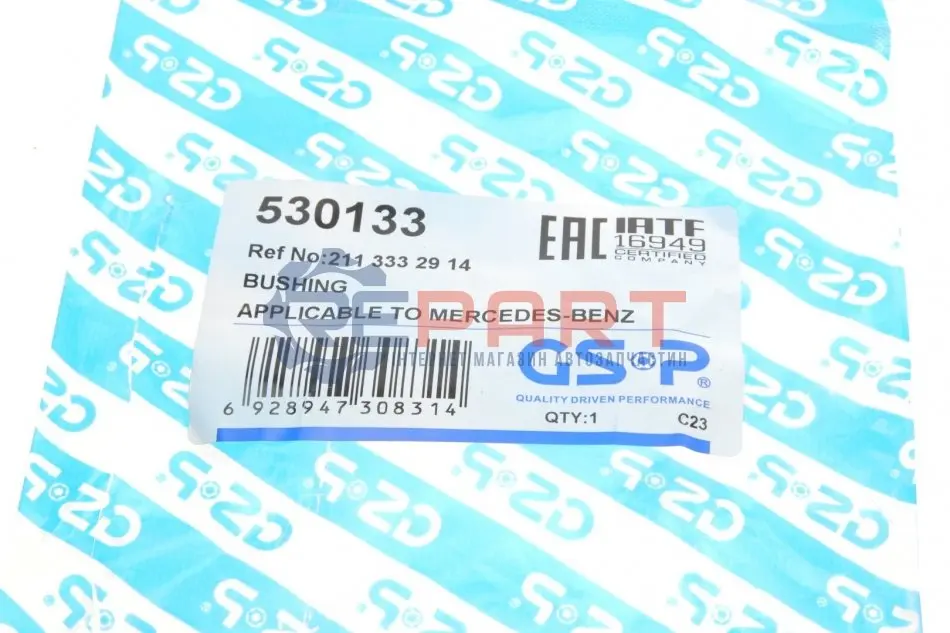 530133
EAC
IATF
16949
CERTIFIED
COMPANY
Ref No:211 333 29 14
BUSHING
APPLICABLE TO MERCEDES-BENZ
PART
ІНТЕРНЕТ МАГАЗИН АВТОЗАПЧАСТИН
GSP®
QUALITY DRIVEN PERFORMANCE
6 928947 308314
QTY:1
C23